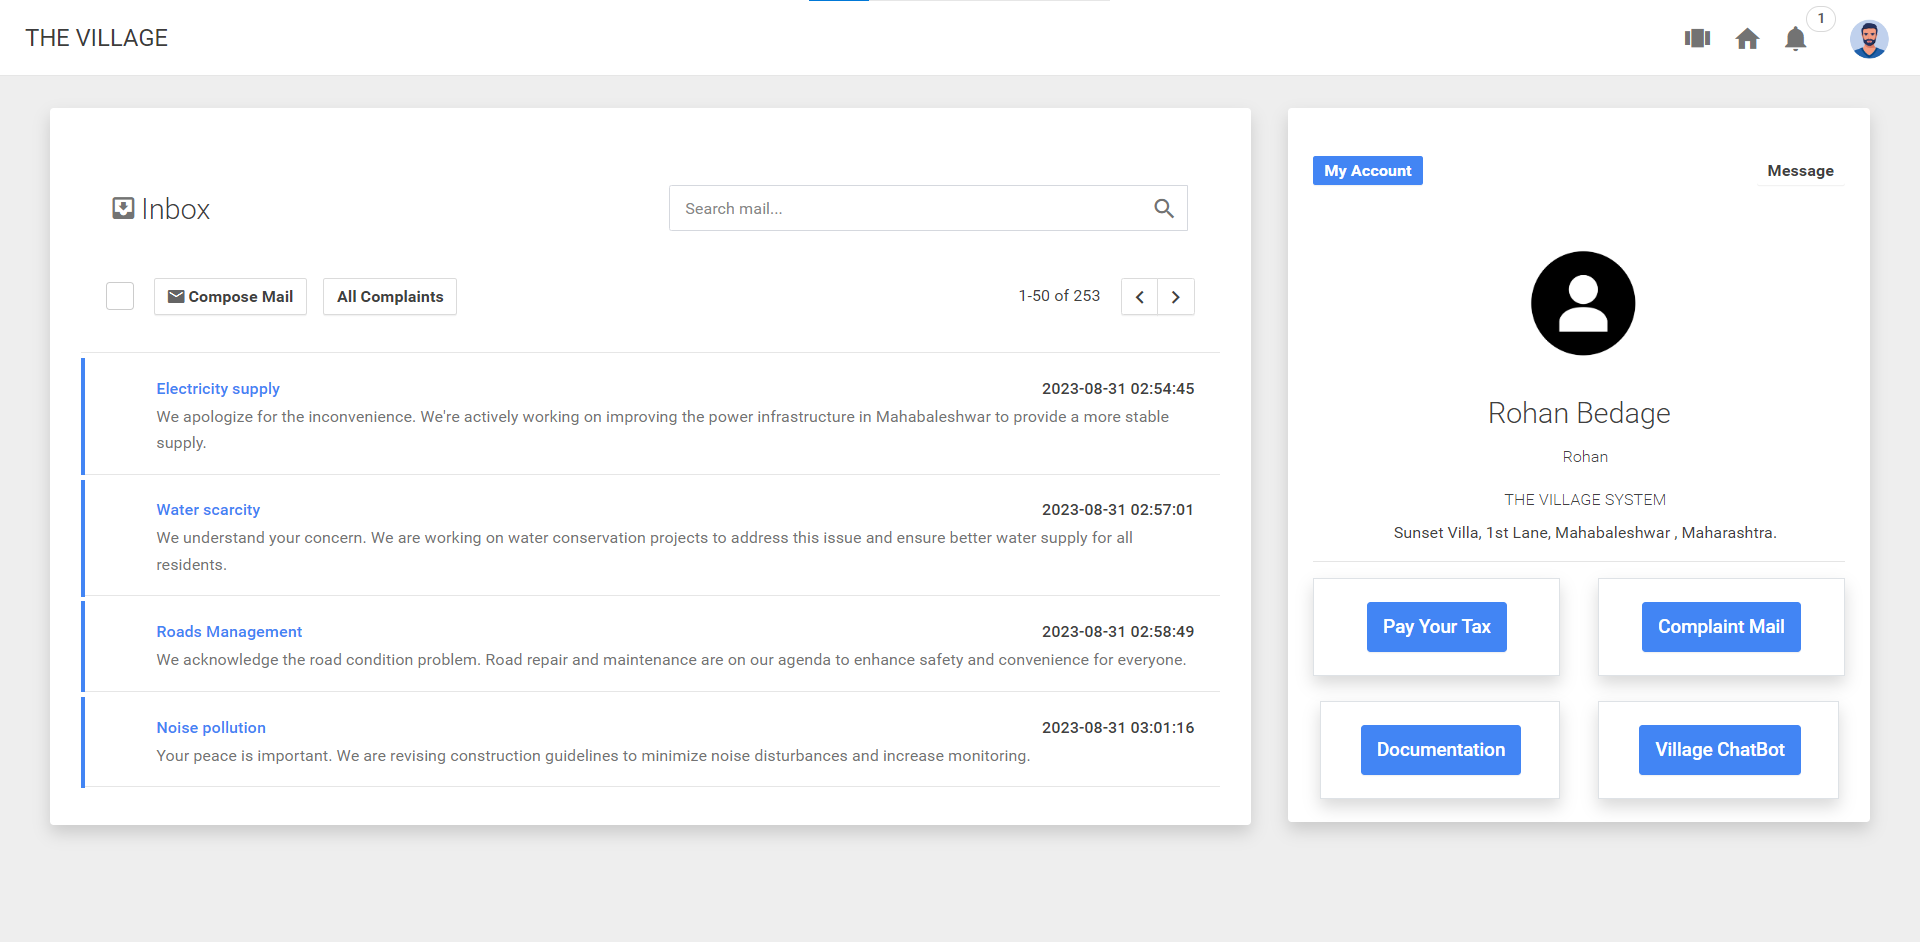 THE VILLAGE
1
Inbox
Search mail...
Compose Mail
All Complaints
1-50 of 253
Electricity supply
2023-08-31 02:54:45
We apologize for the inconvenience. We're actively working on improving the power infrastructure in Mahabaleshwar to provide a more stable
supply.
Water scarcity
2023-08-31 02:57:01
We understand your concern. We are working on water conservation projects to address this issue and ensure better water supply for all
residents.
Roads Management
2023-08-31 02:58:49
We acknowledge the road condition problem. Road repair and maintenance are on our agenda to enhance safety and convenience for everyone.
Noise pollution
2023-08-31 03:01:16
Your peace is important. We are revising construction guidelines to minimize noise disturbances and increase monitoring.
My Account
Message
Rohan Bedage
Rohan
THE VILLAGE SYSTEM
Sunset Villa, 1st Lane, Mahabaleshwar , Maharashtra.
Pay Your Tax
Complaint Mail
Documentation
Village ChatBot